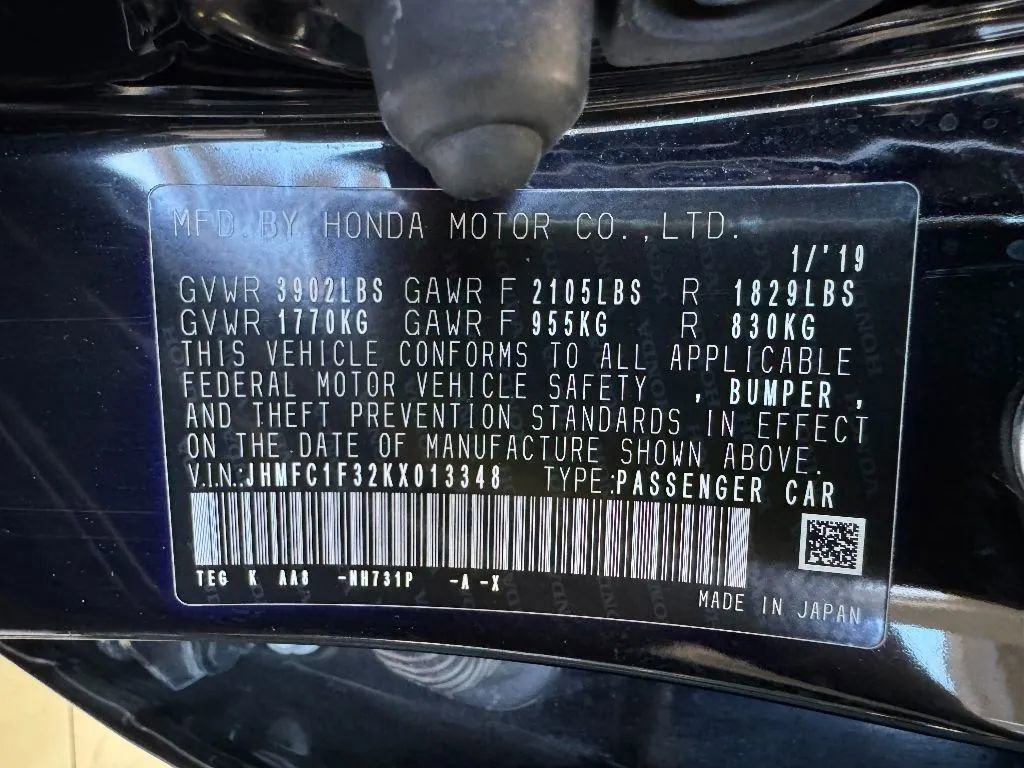 MFD. BY HONDA MOTOR CO., LTD.
1/'19
GVWR 3902LBS GAWR F 2105LBS R 1829LBS
GVWR 1770KG GAWR F 955KG R 830KG
THIS VEHICLE CONFORMS TO ALL APPLICABLE
FEDERAL MOTOR VEHICLE SAFETY , BUMPER ,
AND THEFT PREVENTION STANDARDS IN EFFECT
ON THE DATE OF MANUFACTURE SHOWN ABOVE.
V.I.N.:JHMFC1F32KX013348 TYPE:PASSENGER CAR
TEG K AA8 -NH731P -A -X
MADE IN JAPAN